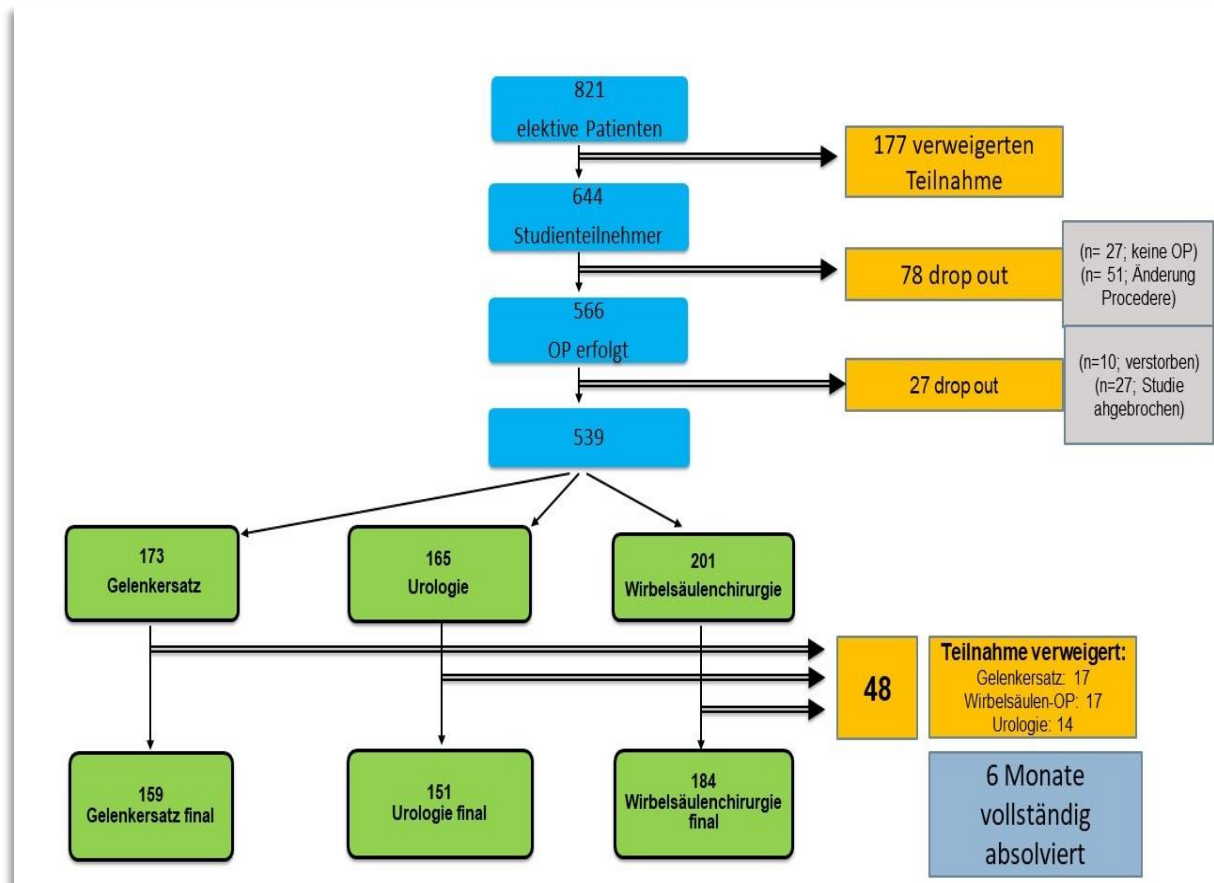 821
elektive Patienten
177 verweigerten
Teilnahme
644
Studienteilnehmer
78 drop out
(n= 27; keine OP)
(n= 51; Änderung
Procedere)
566
OP erfolgt
27 drop out
(n=10; verstorben)
(n=27; Studie
ahgebrochen)
539
173
Gelenkersatz
165
Urologie
201
Wirbelsäulenchirurgie
48
Teilnahme verweigert:
Gelenkersatz: 17
Wirbelsäulen-OP: 17
Urologie: 14
159
Gelenkersatz final
151
Urologie final
184
Wirbelsäulenchirurgie
final
6 Monate
vollständig
absolviert